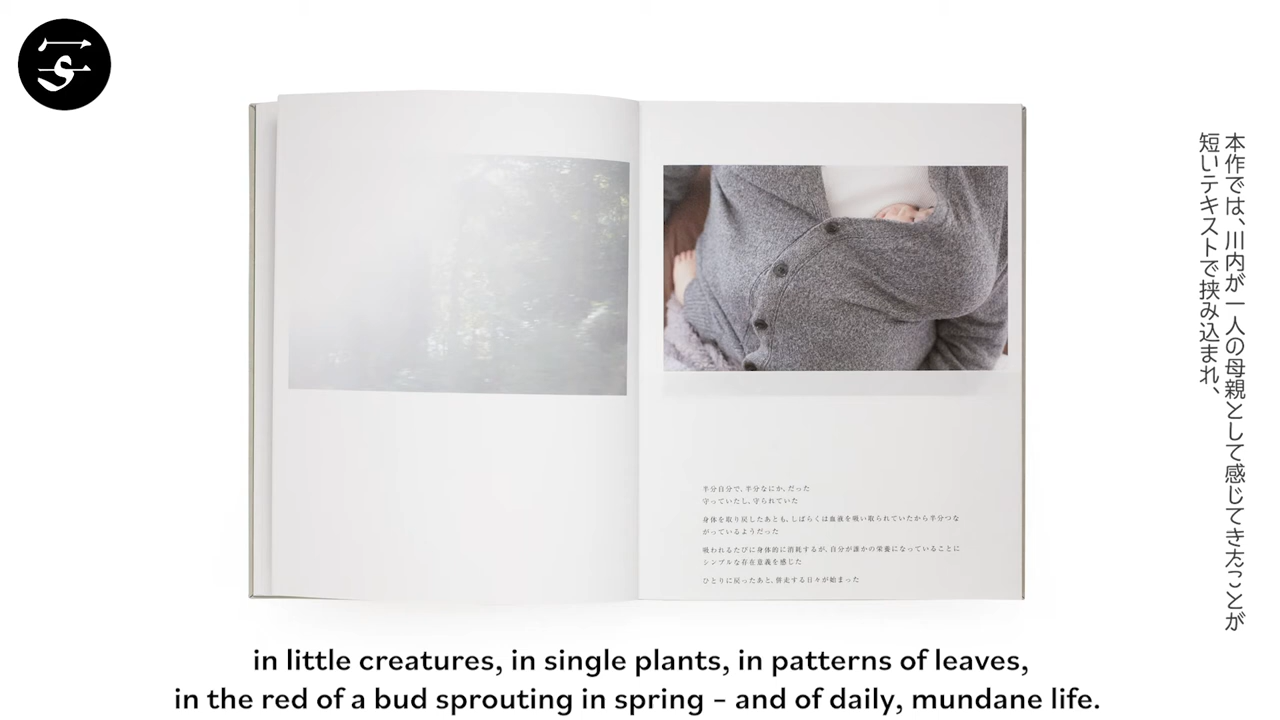 本作では、川内が一人の母親として感じてきたことが
短いテキストで挟み込まれ、
半分自分で、半分なにか、だった
守っていたし、守られていた
身体を取り戻したあとも、しばらくは血液を吸い取られていたから半分つな
がっているようだった
吸われるたびに身体的に消耗するが、自分が誰かの栄養になっていることに
シンプルな存在意義を感じた
ひとりに戻ったあと、併走する日々が始まった
in little creatures, in single plants, in patterns of leaves,
in the red of a bud sprouting in spring – and of daily, mundane life.